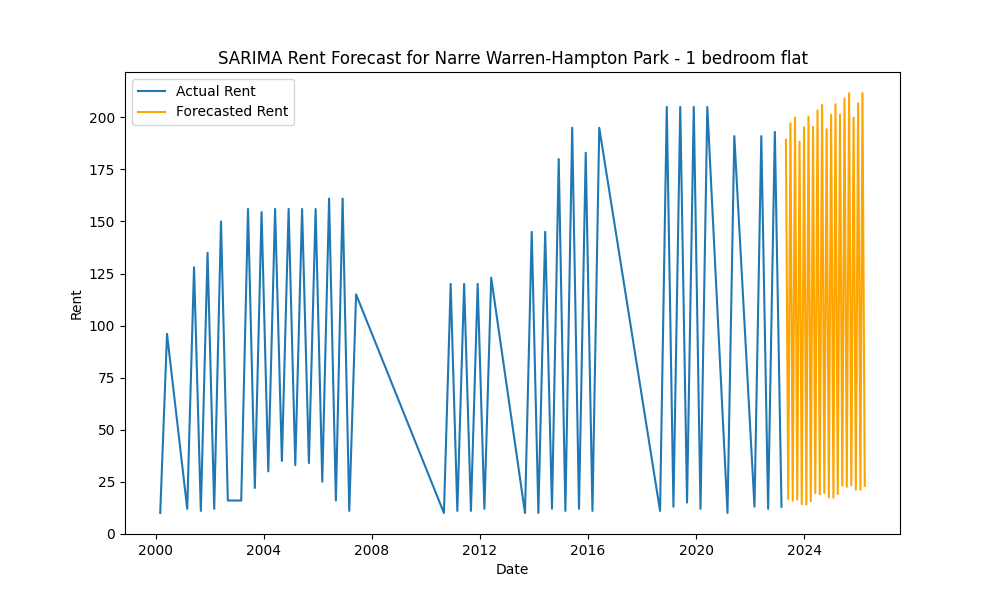 SARIMA Rent Forecast for Narre Warren-Hampton Park - 1 bedroom flat
Actual Rent
Forecasted Rent
200
175
150
125
100
75
50
25
0
Rent
2000 2004 2008 2012 2016 2020 2024
Date